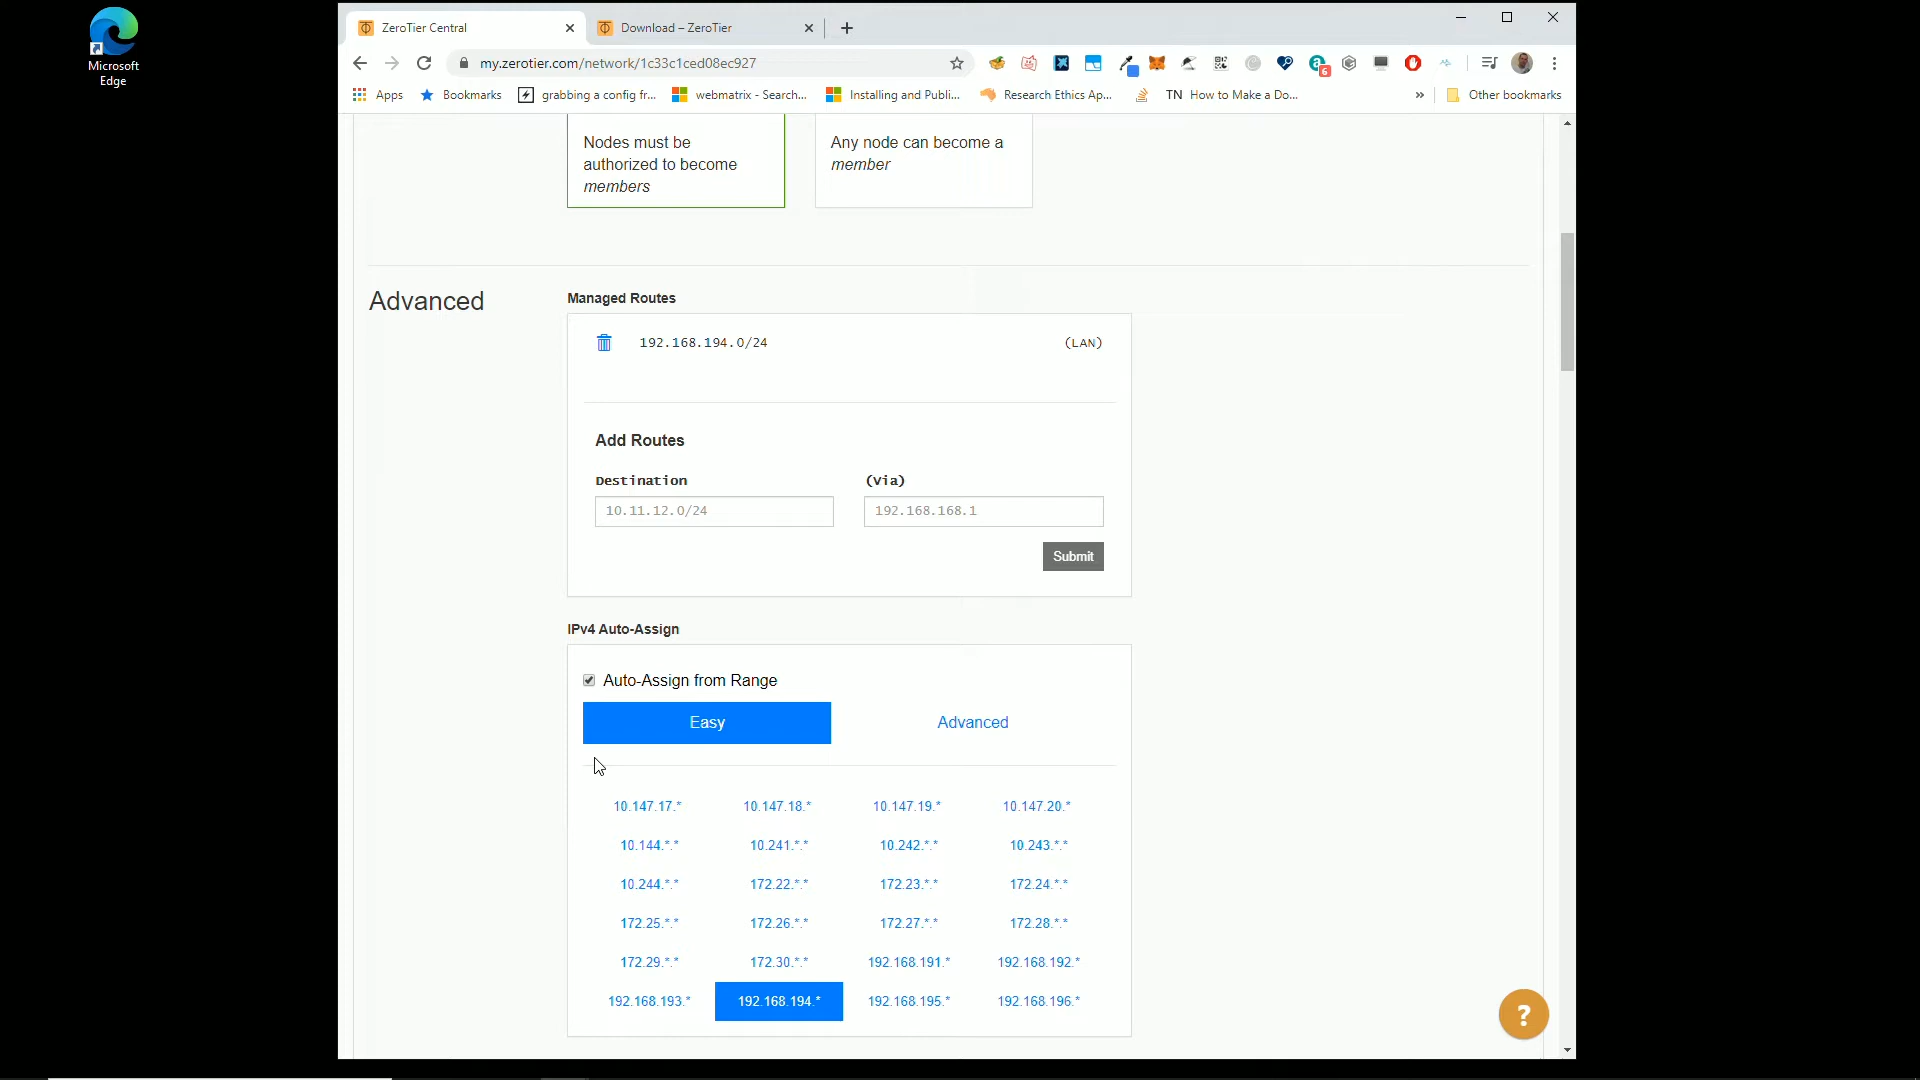 Microsoft
Edge
ZeroTier Central
Download – ZeroTier
my.zerotier.com/network/1c33c1ced08ec927
6
Apps
Bookmarks
grabbing a config fr...
webmatrix - Search...
Installing and Publi...
Research Ethics Ap...
TN How to Make a Do...
»
Other bookmarks
Nodes must be
authorized to become
members
Any node can become a
member
Advanced
Managed Routes
192.168.194.0/24
(LAN)
Add Routes
Destination
(Via)
10.11.12.0/24
192.168.168.1
Submit
IPv4 Auto-Assign
Auto-Assign from Range
Easy
Advanced
10.147.17.* 10.147.18.* 10.147.19.* 10.147.20.*
10.144.*.* 10.241.*.* 10.242.*.* 10.243.*.*
10.244.*.* 172.22.*.* 172.23.*.* 172.24.*.*
172.25.*.* 172.26.*.* 172.27.*.* 172.28.*.*
172.29.*.* 172.30.*.* 192.168.191.* 192.168.192.*
192.168.193.* 192.168.194.* 192.168.195.* 192.168.196.*
?